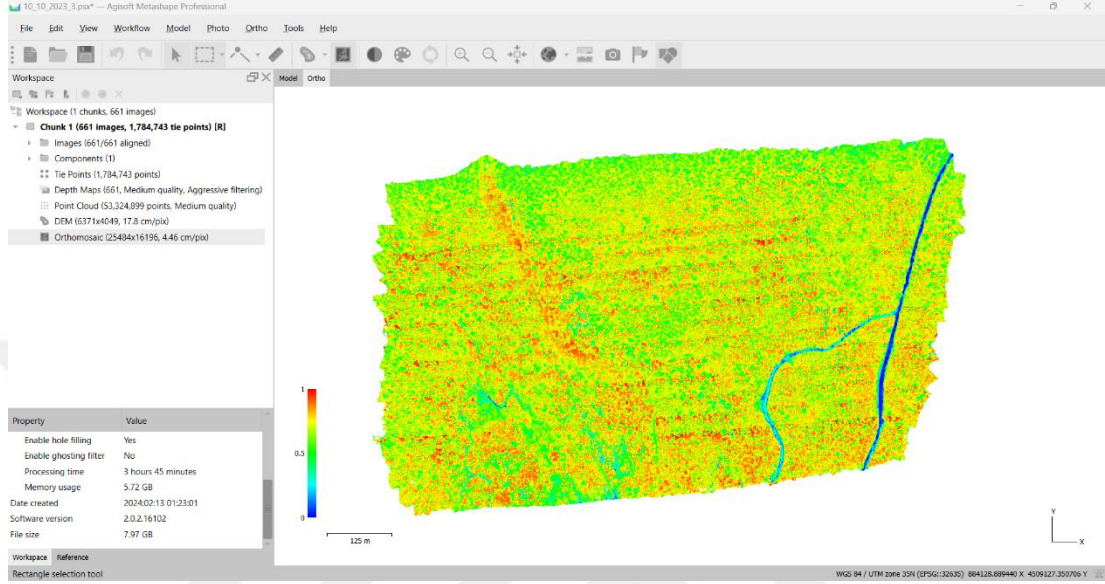 10_10_2023_3.psx* — Agisoft Metashape Professional
File Edit View Workflow Model Photo Ortho Tools Help
Workspace
Model Ortho
Workspace (1 chunks, 661 images)
Chunk 1 (661 images, 1,784,743 tie points) [R]
Images (661/661 aligned)
Components (1)
Tie Points (1,784,743 points)
Depth Maps (661, Medium quality, Aggressive filtering)
Point Cloud (53,324,899 points, Medium quality)
DEM (6371x4049, 17.8 cm/pix)
Orthomosaic (25484x16196, 4.46 cm/pix)
1
0.5
0
125 m
Y
X
Property Value
Enable hole filling Yes
Enable ghosting filter No
Processing time 3 hours 45 minutes
Memory usage 5.72 GB
Date created 2024:02:13 01:23:01
Software version 2.0.2.16102
File size 7.97 GB
Workspace Reference
Rectangle selection tool
WGS 84 / UTM zone 35N (EPSG::32635) 884128.889440 X 4509127.350706 Y